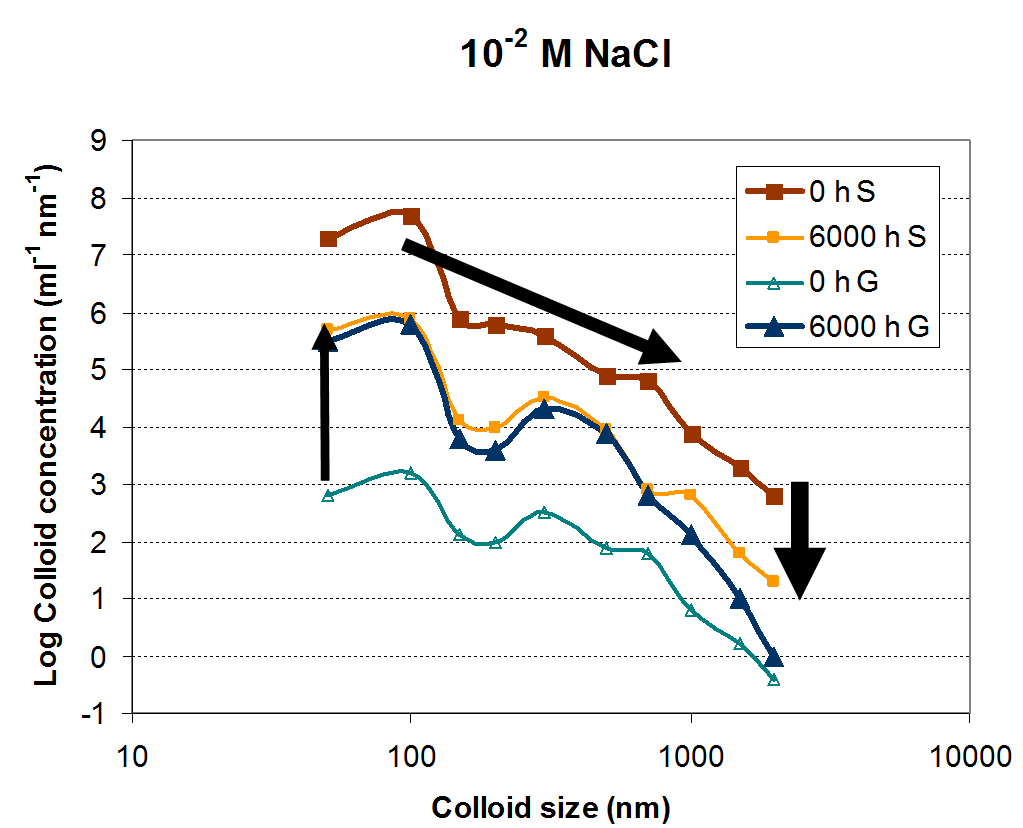 10⁻² M NaCl
Log Colloid concentration (ml⁻¹ nm⁻¹)
9
8
7
6
5
4
3
2
1
0
-1
0 h S
6000 h S
0 h G
6000 h G
10
100
1000
10000
Colloid size (nm)